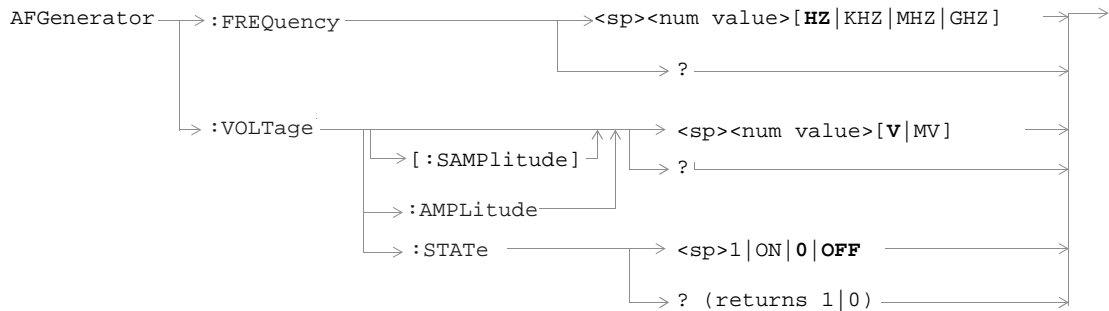 AFGenerator :FREQuency <sp><num value>[HZ|KHZ|MHZ|GHZ]
?
:VOLTage <sp><num value>[V|MV]
[:SAMPlitude] ?
:AMPLitude
:STATe <sp>1|ON|0|OFF
? (returns 1|0)